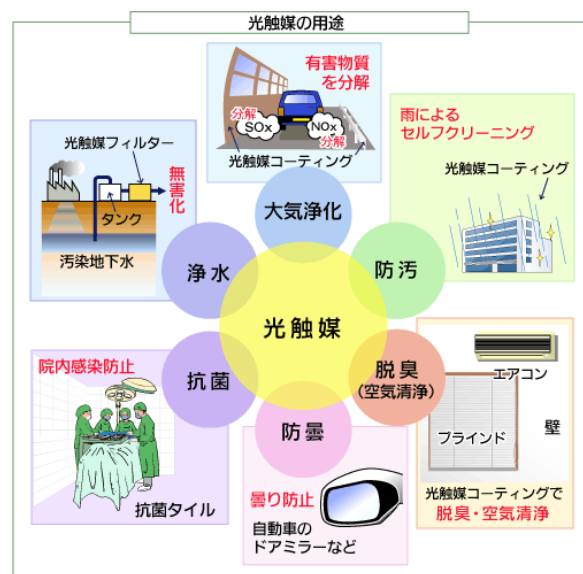 光触媒の用途
有害物質
を分解
分解
SOx
NOx
分解
光触媒コーティング
大気浄化
雨による
セルフクリーニング
光触媒コーティング
防汚
光触媒フィルター
無害化
タンク
汚染地下水
浄水
光触媒
脱臭
(空気清浄)
エアコン
ブラインド
壁
光触媒コーティングで
脱臭・空気清浄
抗菌
院内感染防止
抗菌タイル
防曇
曇り防止
自動車の
ドアミラーなど